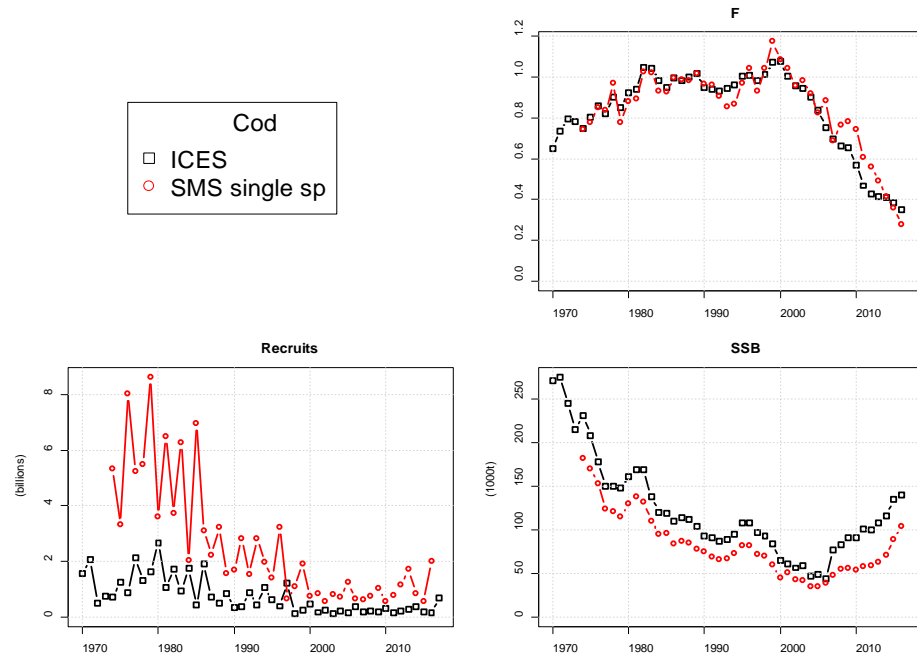 F
Cod
ICES
SMS single sp
0.0 0.2 0.4 0.6 0.8 1.0 1.2
1970 1980 1990 2000 2010
Recruits
(billions)
0 2 4 6 8
1970 1980 1990 2000 2010
SSB
(1000t)
0 50 100 150 200 250
1970 1980 1990 2000 2010